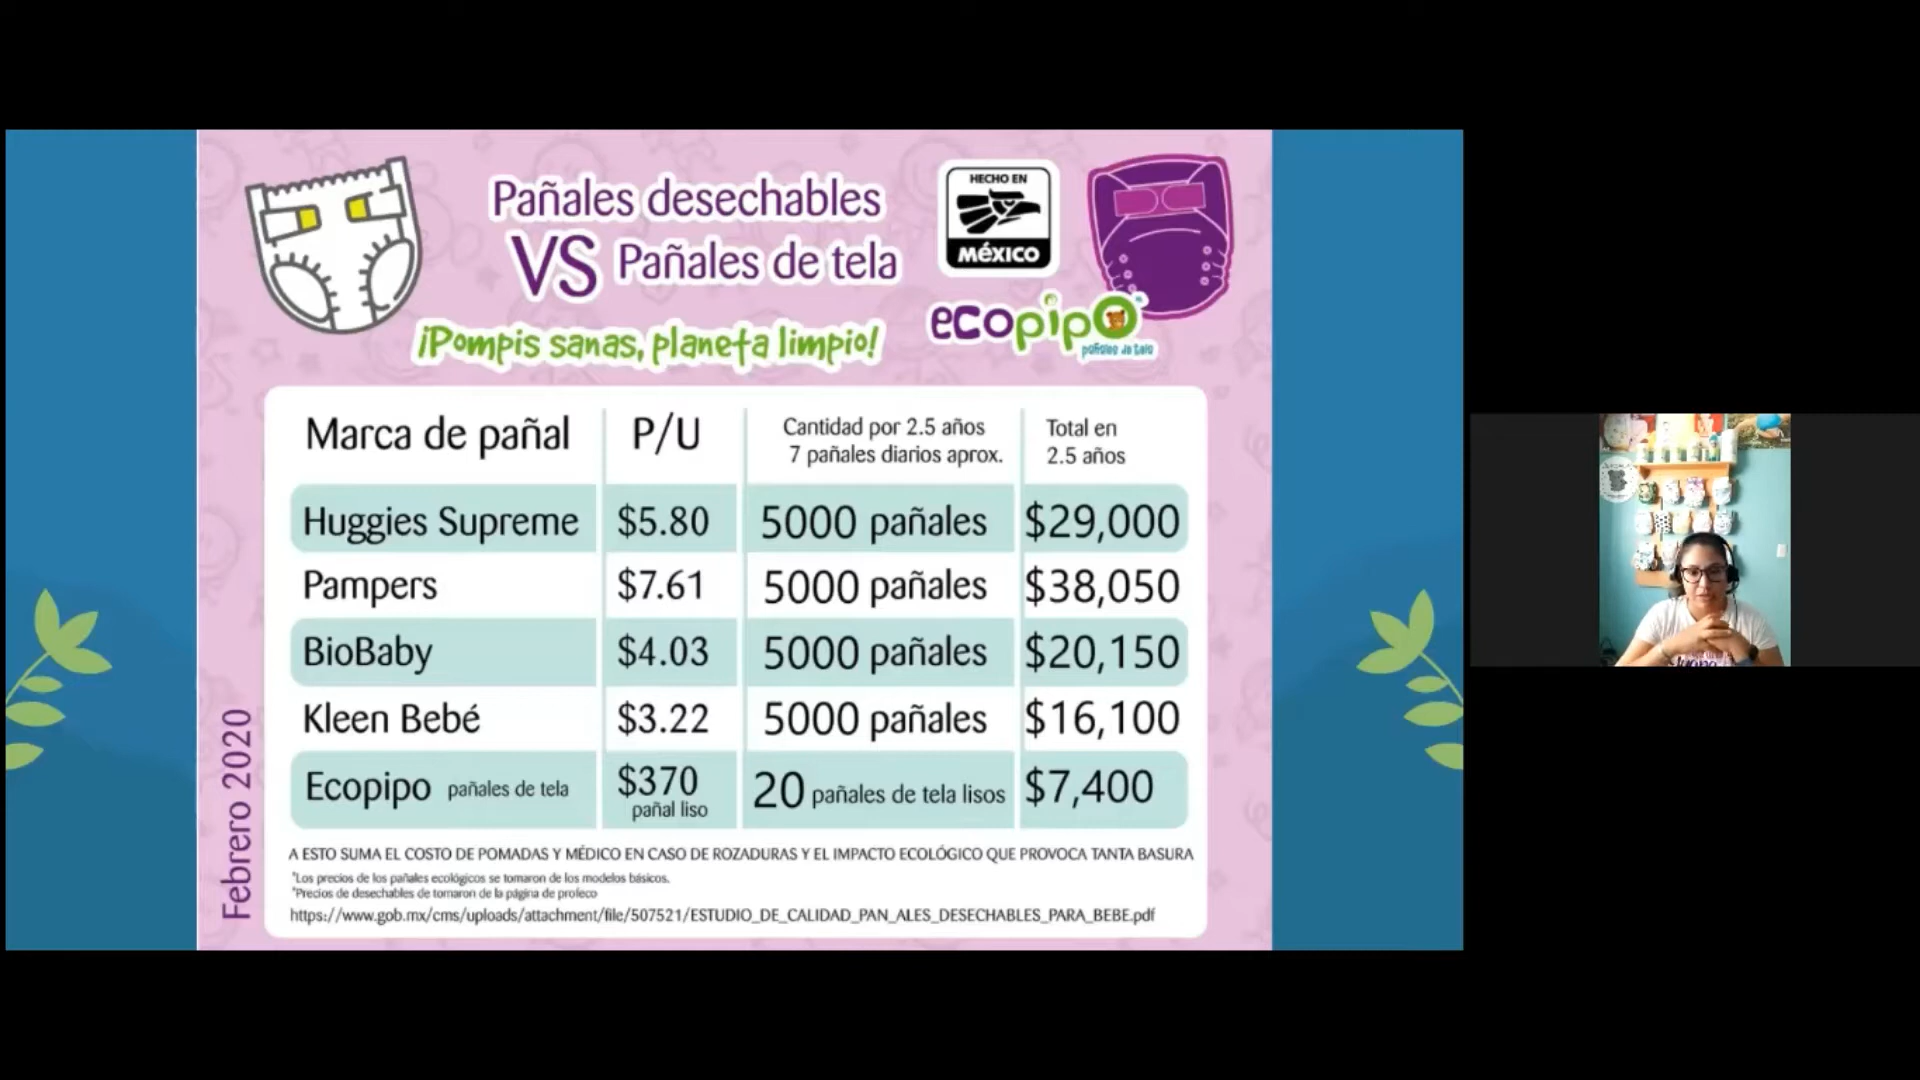 Pañales desechables
VS Pañales de tela
HECHO EN
MÉXICO
¡Pompis sanas, planeta limpio!
ecopipo
pañales de tela
Marca de pañal P/U Cantidad por 2.5 años 7 pañales diarios aprox. Total en 2.5 años
Huggies Supreme $5.80 5000 pañales $29,000
Pampers $7.61 5000 pañales $38,050
BioBaby $4.03 5000 pañales $20,150
Kleen Bebé $3.22 5000 pañales $16,100
Ecopipo pañales de tela $370 pañal liso 20 pañales de tela lisos $7,400
A ESTO SUMA EL COSTO DE POMADAS Y MÉDICO EN CASO DE ROZADURAS Y EL IMPACTO ECOLÓGICO QUE PROVOCA TANTA BASURA
*Los precios de los pañales ecológicos se tomaron de los modelos básicos.
*Precios de desechables de tomaron de la página de profeco
https://www.gob.mx/cms/uploads/attachment/file/507521/ESTUDIO_DE_CALIDAD_PAN_ALES_DESECHABLES_PARA_BEBE.pdf
Febrero 2020